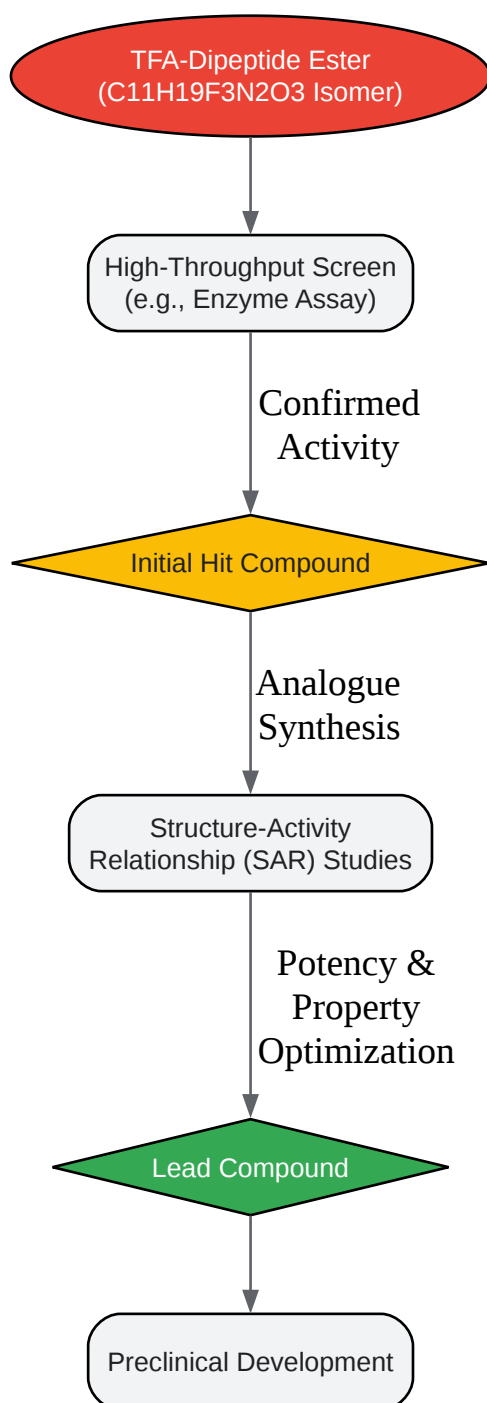 TFA-Dipeptide Ester
(C11H19F3N2O3 Isomer)
High-Throughput Screen
(e.g., Enzyme Assay)
Confirmed
Activity
Initial Hit Compound
Analogue
Synthesis
Structure-Activity
Relationship (SAR) Studies
Potency &
Property
Optimization
Lead Compound
Preclinical Development